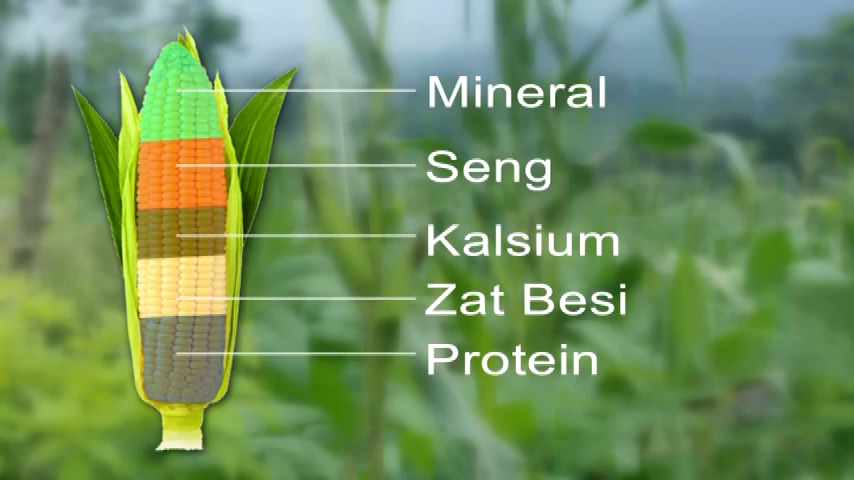 Mineral
Seng
Kalsium
Zat Besi
Protein